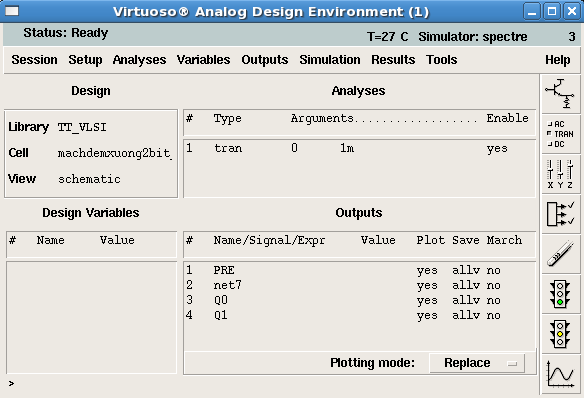 Virtuoso® Analog Design Environment (1)
Status: Ready T=27 C Simulator: spectre 3
Session Setup Analyses Variables Outputs Simulation Results Tools Help
Design
Library TT_VLSI
Cell machdemxuong2bit_
View schematic
Analyses
# Type Arguments................... Enable
1 tran 0 1m yes
Design Variables
# Name Value
Outputs
# Name/Signal/Expr Value Plot Save March
1 PRE yes allv no
2 net7 yes allv no
3 Q0 yes allv no
4 Q1 yes allv no
Plotting mode: Replace
>
AC
TRAN
DC
X Y Z